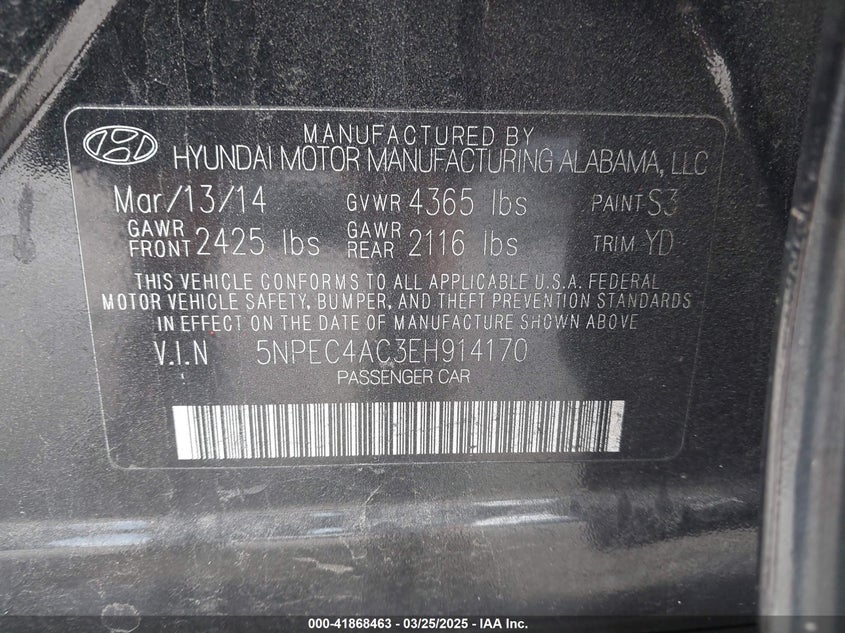 MANUFACTURED BY
HYUNDAI MOTOR MANUFACTURING ALABAMA, LLC
Mar/13/14 GVWR 4365 lbs PAINT S3
GAWR FRONT 2425 lbs GAWR REAR 2116 lbs TRIM YD
THIS VEHICLE CONFORMS TO ALL APPLICABLE U.S.A. FEDERAL
MOTOR VEHICLE SAFETY, BUMPER, AND THEFT PREVENTION STANDARDS
IN EFFECT ON THE DATE OF MANUFACTURE SHOWN ABOVE
V.I.N 5NPEC4AC3EH914170
PASSENGER CAR
000-41868463 - 03/25/2025 - IAA Inc.